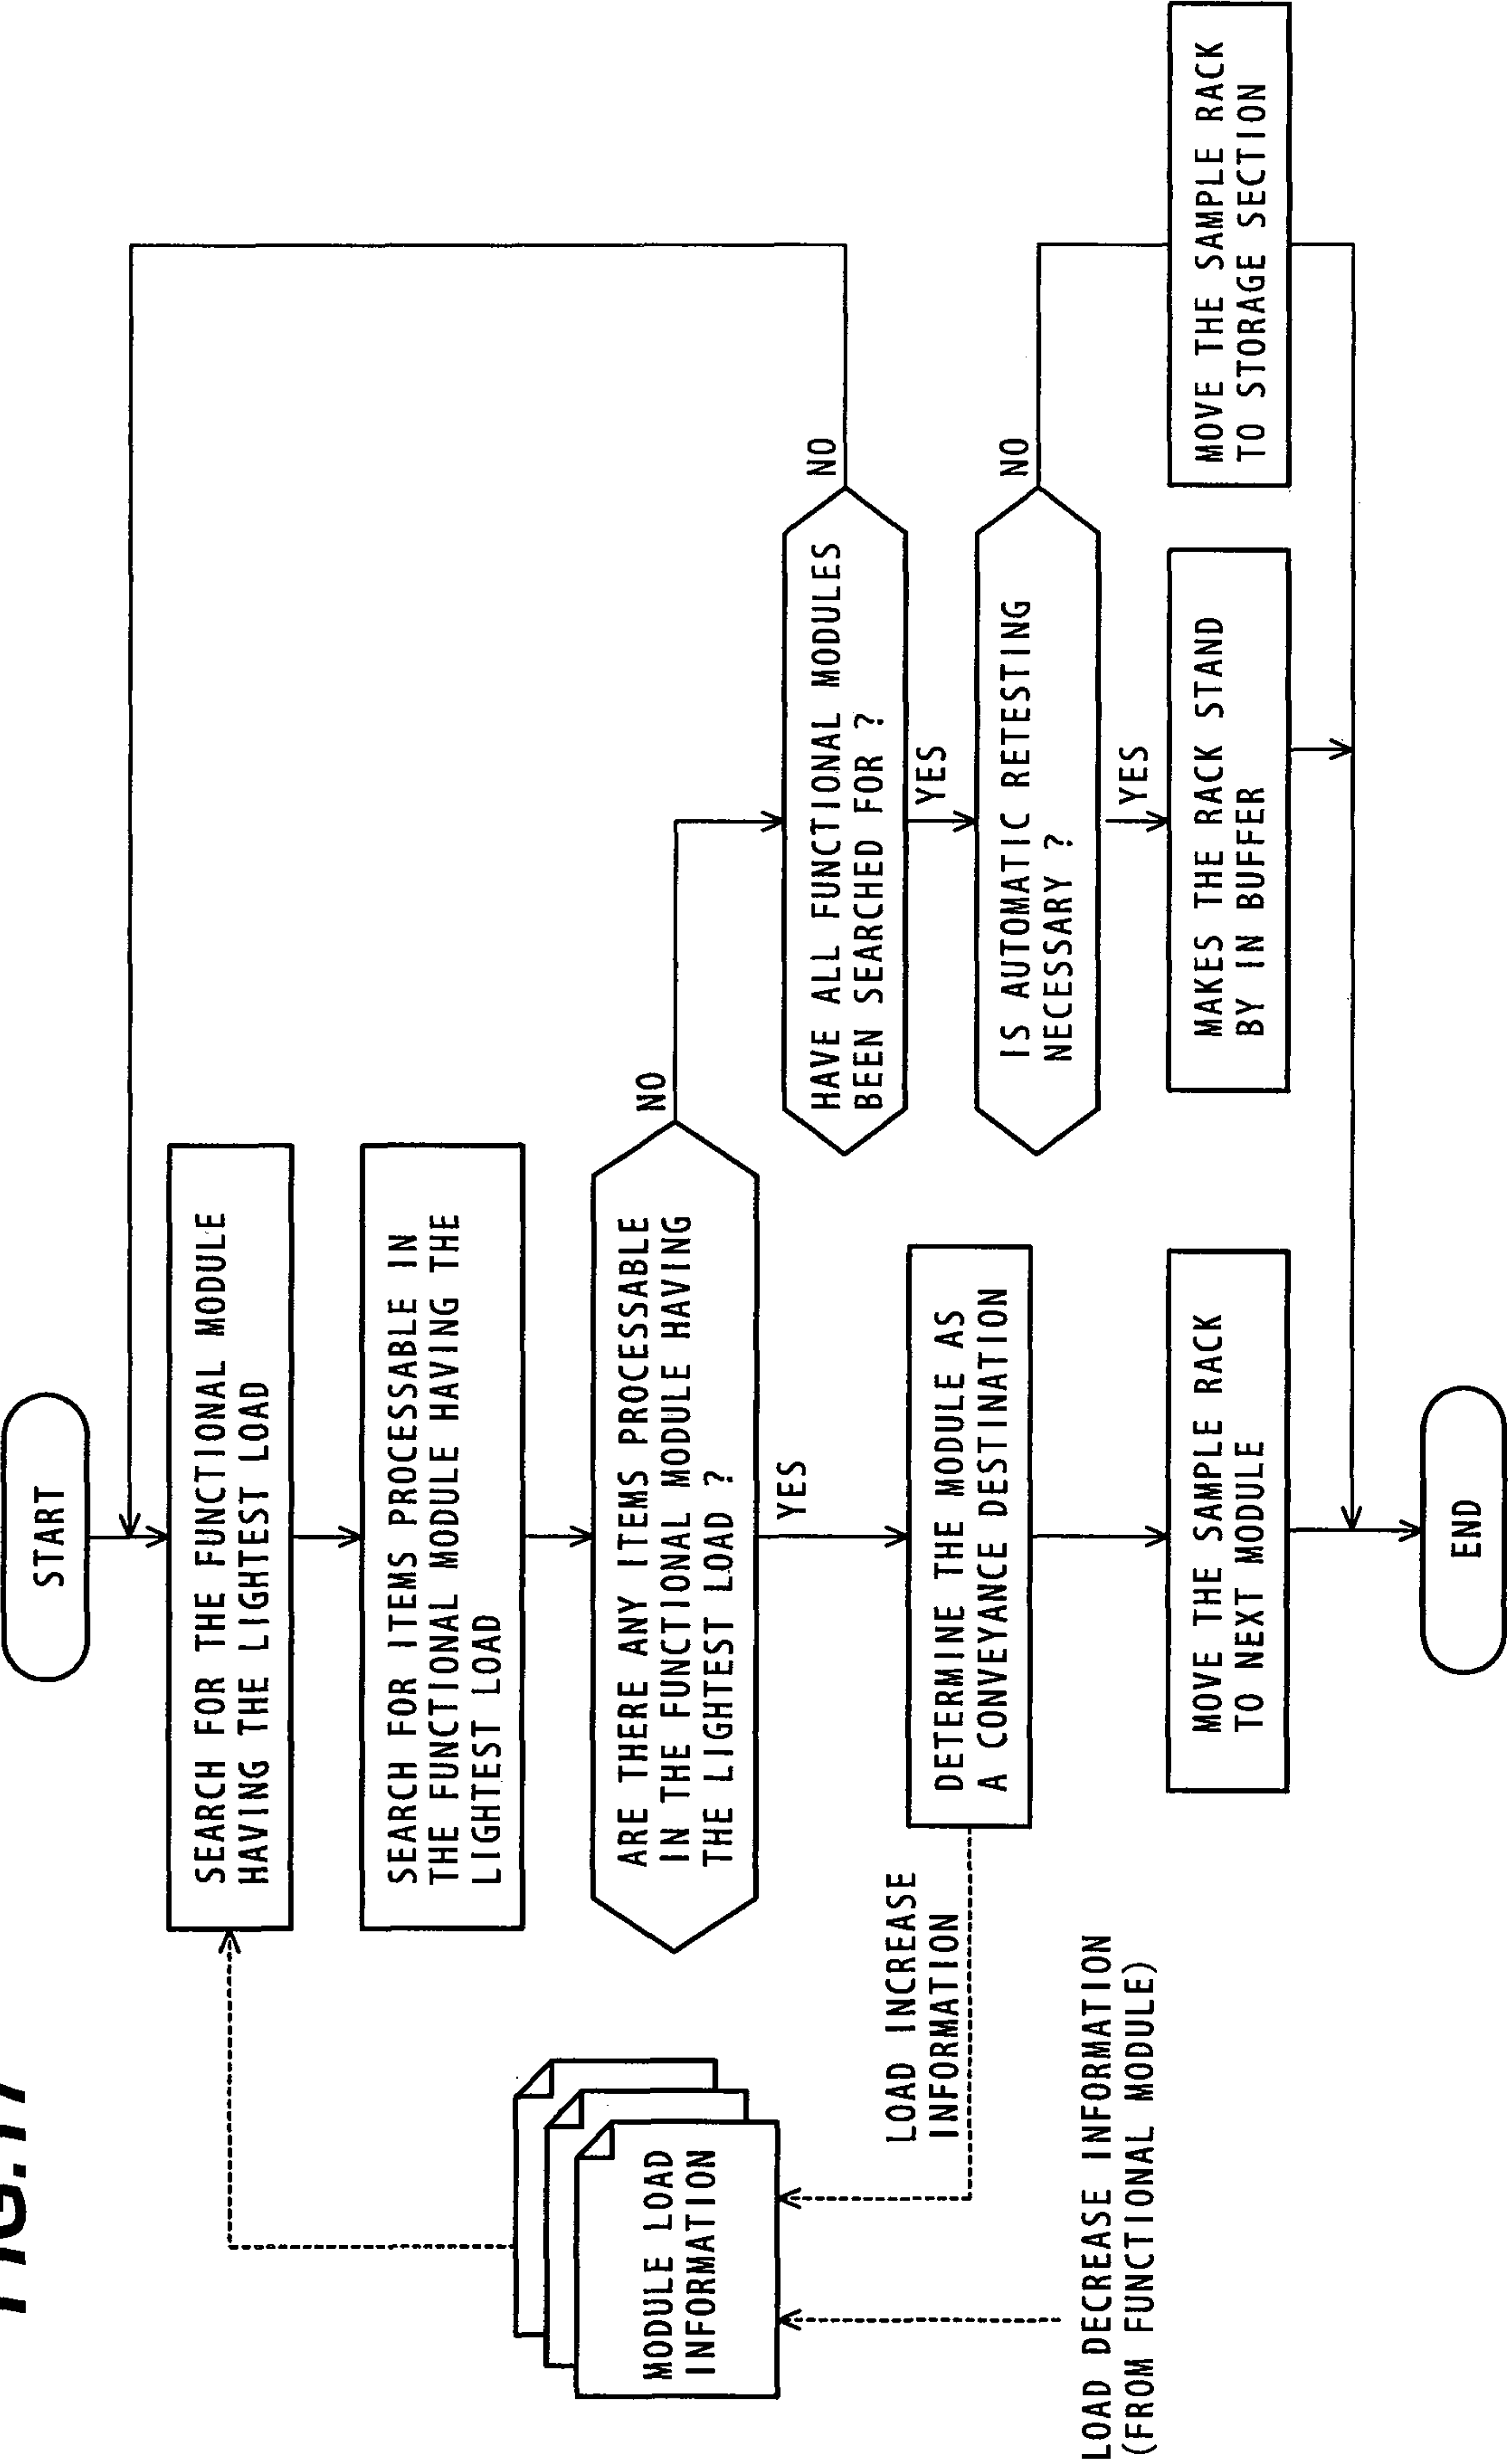 FIG.17
START
SEARCH FOR THE FUNCTIONAL MODULE
HAVING THE LIGHTEST LOAD
SEARCH FOR ITEMS PROCESSABLE IN
THE FUNCTIONAL MODULE HAVING THE
LIGHTEST LOAD
ARE THERE ANY ITEMS PROCESSABLE
IN THE FUNCTIONAL MODULE HAVING
THE LIGHTEST LOAD ?
NO
YES
HAVE ALL FUNCTIONAL MODULES
BEEN SEARCHED FOR ?
NO
YES
IS AUTOMATIC RETESTING
NECESSARY ?
NO
YES
MODULE LOAD
INFORMATION
LOAD INCREASE
INFORMATION
LOAD DECREASE INFORMATION
(FROM FUNCTIONAL MODULE)
DETERMINE THE MODULE AS
A CONVEYANCE DESTINATION
MOVE THE SAMPLE RACK
TO NEXT MODULE
MAKES THE RACK STAND
BY IN BUFFER
MOVE THE SAMPLE RACK
TO STORAGE SECTION
END